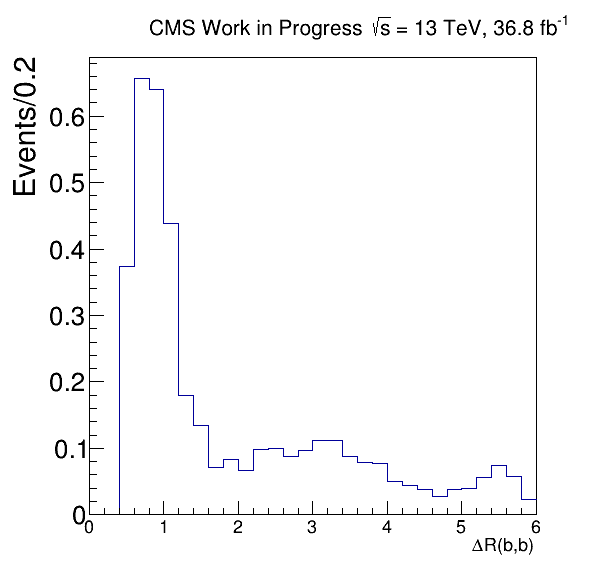 CMS Work in Progress √s = 13 TeV, 36.8 fb⁻¹
Events/0.2
0.6
0.5
0.4
0.3
0.2
0.1
0
0 1 2 3 4 5 6
ΔR(b,b)